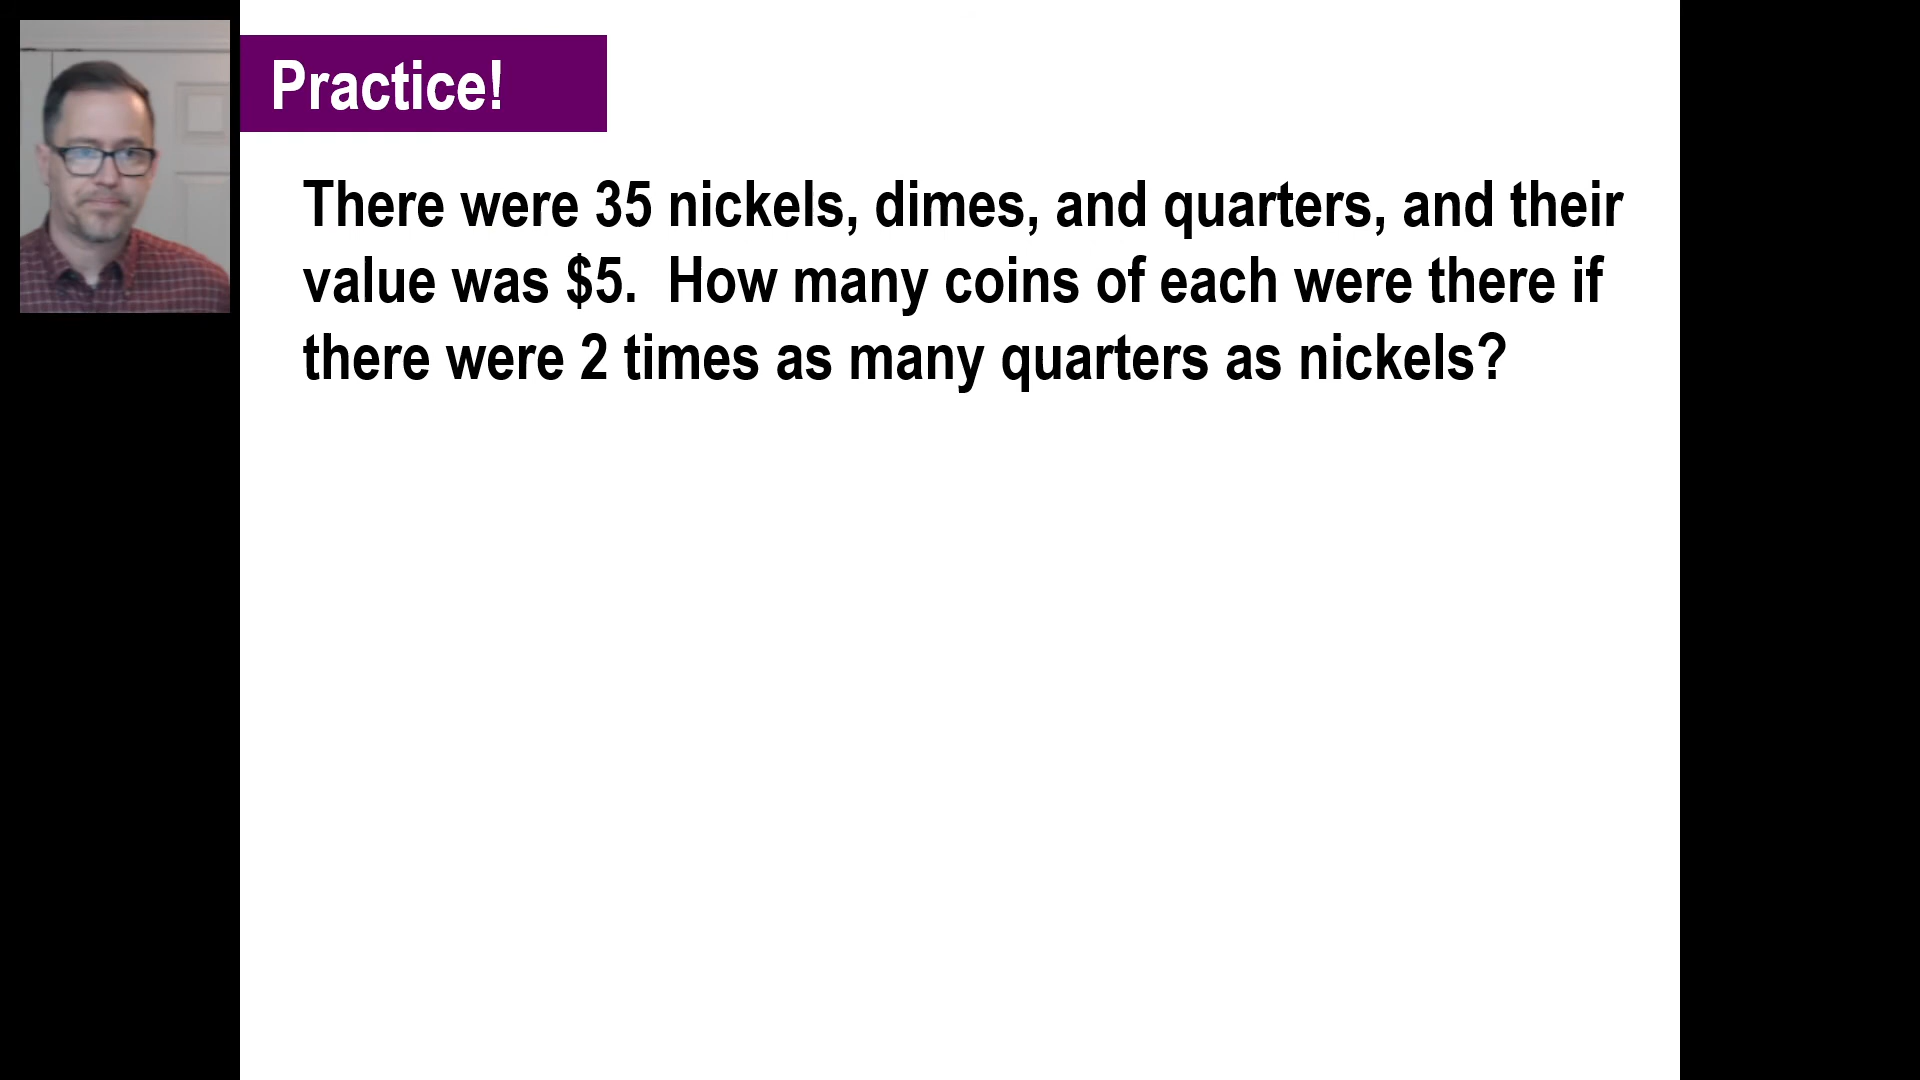 Practice!
There were 35 nickels, dimes, and quarters, and their
value was $5.  How many coins of each were there if
there were 2 times as many quarters as nickels?